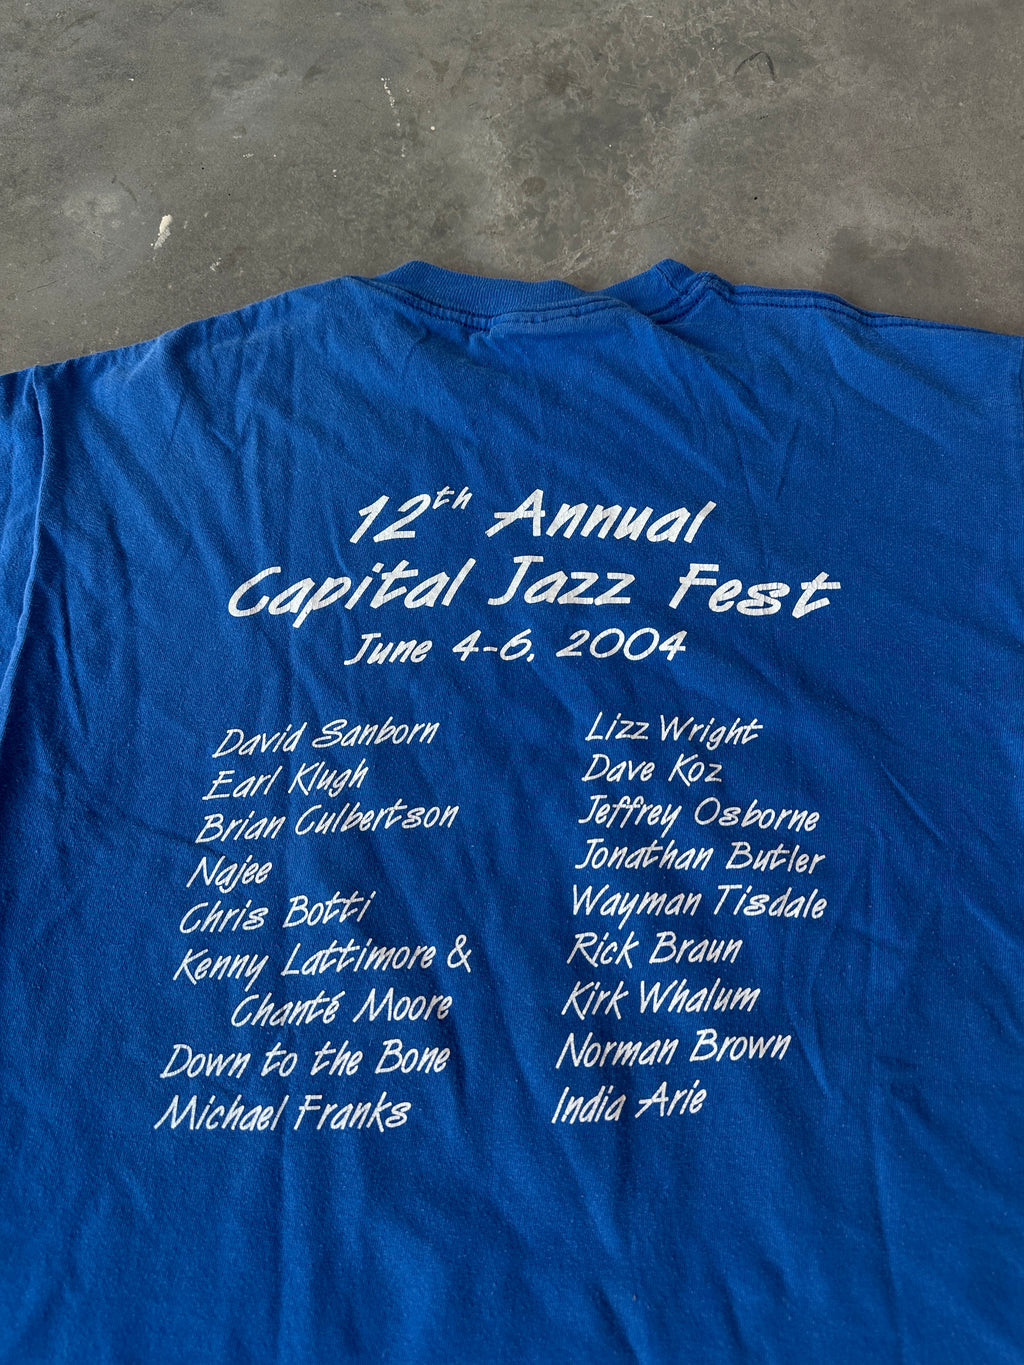 12th Annual
Capital Jazz Fest
June 4-6, 2004
David Sanborn
Earl Klugh
Brian Culbertson
Najee
Chris Botti
Kenny Lattimore &
Chanté Moore
Down to the Bone
Michael Franks
Lizz Wright
Dave Koz
Jeffrey Osborne
Jonathan Butler
Wayman Tisdale
Rick Braun
Kirk Whalum
Norman Brown
India Arie